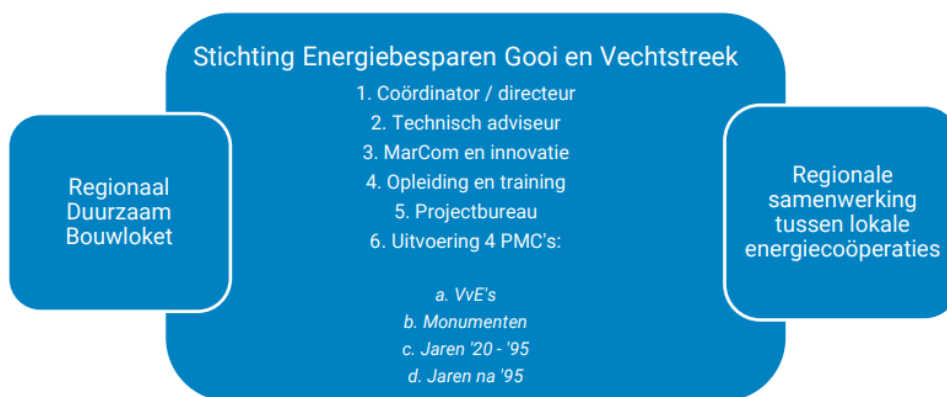 Stichting Energiebesparen Gooi en Vechtstreek
1. Coördinator / directeur
2. Technisch adviseur
3. MarCom en innovatie
4. Opleiding en training
5. Projectbureau
6. Uitvoering 4 PMC's:
a. VvE's
b. Monumenten
c. Jaren '20 - '95
d. Jaren na '95
Regionaal
Duurzaam
Bouwloket
Regionale
samenwerking
tussen lokale
energiecoöperaties